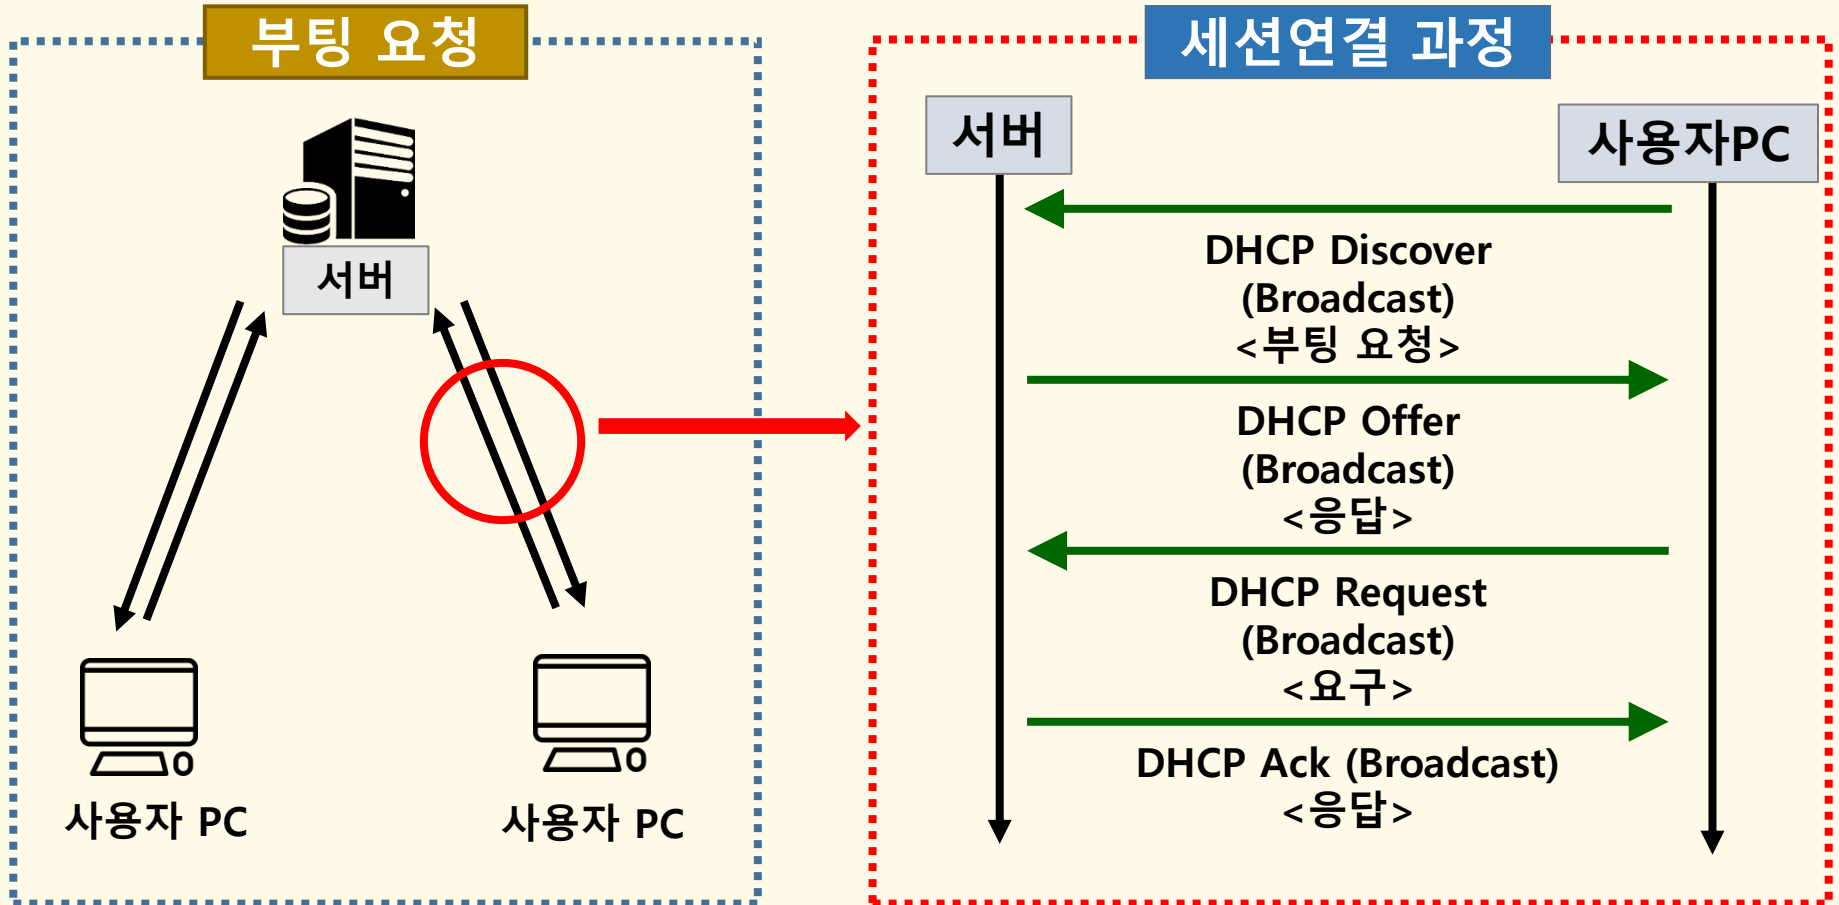 부팅 요청
서버
사용자 PC
사용자 PC
세션연결 과정
서버
사용자PC
DHCP Discover
(Broadcast)
<부팅 요청>
DHCP Offer
(Broadcast)
<응답>
DHCP Request
(Broadcast)
<요구>
DHCP Ack (Broadcast)
<응답>